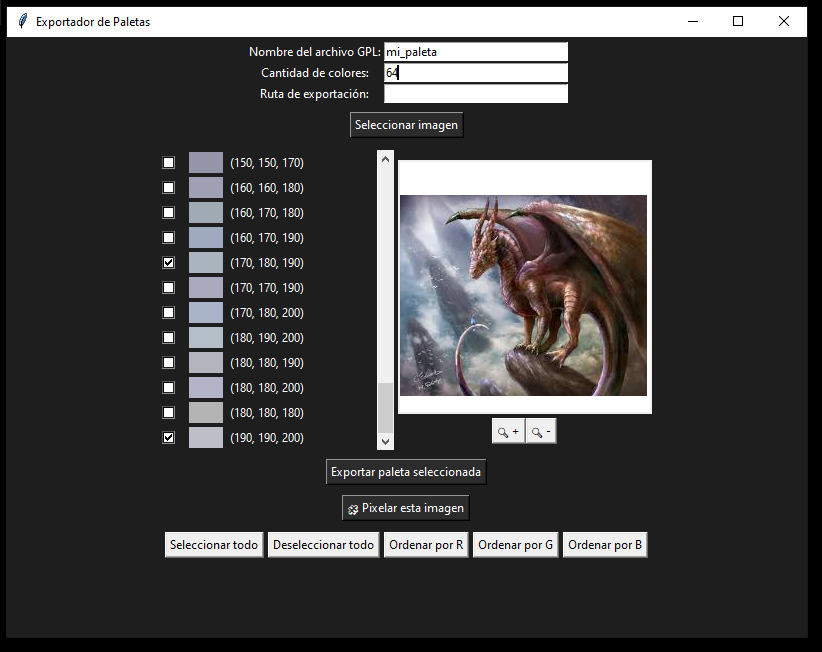 Exportador de Paletas
Nombre del archivo GPL: mi_paleta
Cantidad de colores: 64
Ruta de exportación:
Seleccionar imagen
(150, 150, 170)
(160, 160, 180)
(160, 170, 180)
(160, 170, 190)
(170, 180, 190)
(170, 170, 190)
(170, 180, 200)
(180, 190, 200)
(180, 180, 190)
(180, 180, 200)
(180, 180, 180)
(190, 190, 200)
+ -
Exportar paleta seleccionada
Pixelar esta imagen
Seleccionar todo Deseleccionar todo Ordenar por R Ordenar por G Ordenar por B